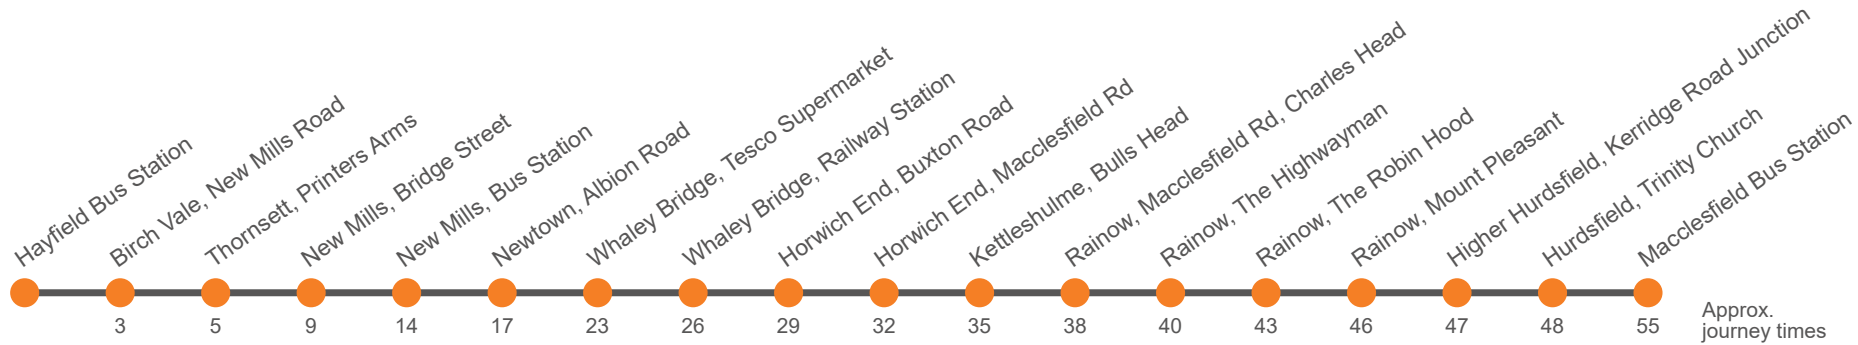 Hayfield Bus Station
Birch Vale, New Mills Road
Thornsett, Printers Arms
New Mills, Bridge Street
New Mills, Bus Station
Newtown, Albion Road
Whaley Bridge, Tesco Supermarket
Whaley Bridge, Railway Station
Horwich End, Buxton Road
Horwich End, Macclesfield Rd
Kettleshulme, Bulls Head
Rainow, Macclesfield Rd, Charles Head
Rainow, The Highwayman
Rainow, The Robin Hood
Rainow, Mount Pleasant
Higher Hurdsfield, Kerridge Road Junction
Hurdsfield, Trinity Church
Macclesfield Bus Station
3 5 9 14 17 23 26 29 32 35 38 40 43 46 47 48 55
Approx.
journey times